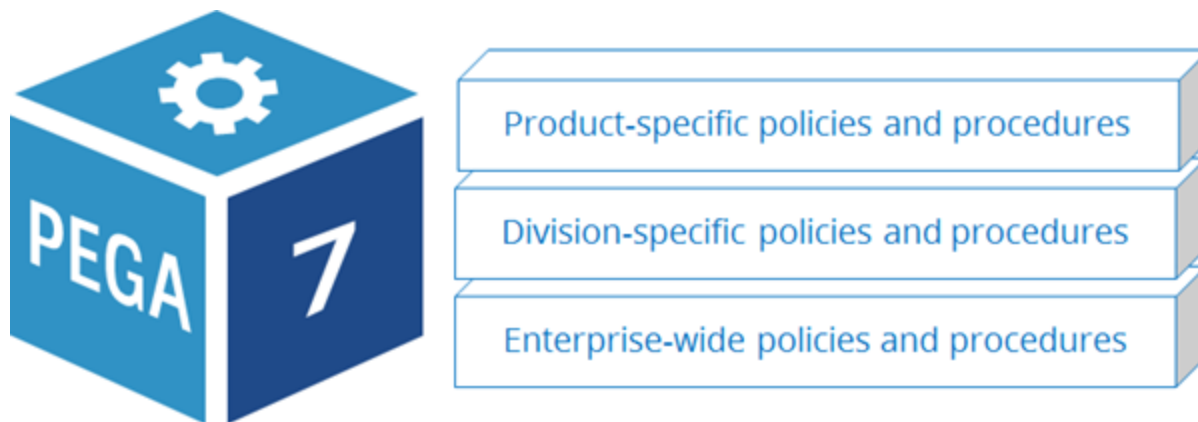 PEGA
7
Product-specific policies and procedures
Division-specific policies and procedures
Enterprise-wide policies and procedures